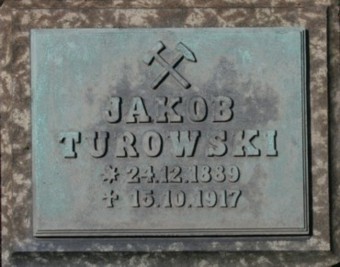 JAKOB
TUROWSKI
* 24.12.1889
† 15.10.1917